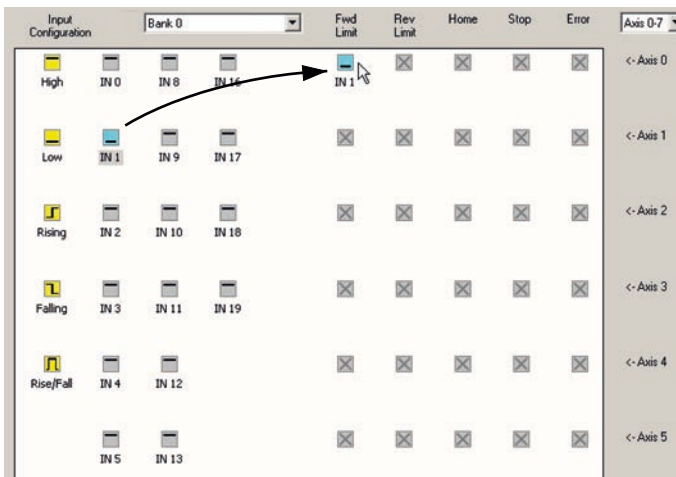 Input Configuration
Bank 0
Fwd Limit
Rev Limit
Home
Stop
Error
Axis 0-7
High
IN 0
IN 8
IN 16
IN 1
<- Axis 0
Low
IN 1
IN 9
IN 17
<- Axis 1
Rising
IN 2
IN 10
IN 18
<- Axis 2
Falling
IN 3
IN 11
IN 19
<- Axis 3
Rise/Fall
IN 4
IN 12
<- Axis 4
IN 5
IN 13
<- Axis 5